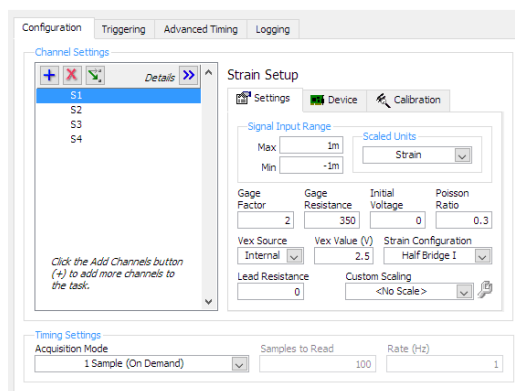 Configuration Triggering Advanced Timing Logging
Channel Settings
Details
S1
S2
S3
S4
Click the Add Channels button
(+) to add more channels to
the task.
Strain Setup
Settings Device Calibration
Signal Input Range
Max 1m
Min -1m
Scaled Units
Strain
Gage Factor Gage Resistance Initial Voltage Poisson Ratio
2 350 0 0.3
Vex Source Vex Value (V) Strain Configuration
Internal 2.5 Half Bridge I
Lead Resistance Custom Scaling
0 <No Scale>
Timing Settings
Acquisition Mode Samples to Read Rate (Hz)
1 Sample (On Demand) 100 1